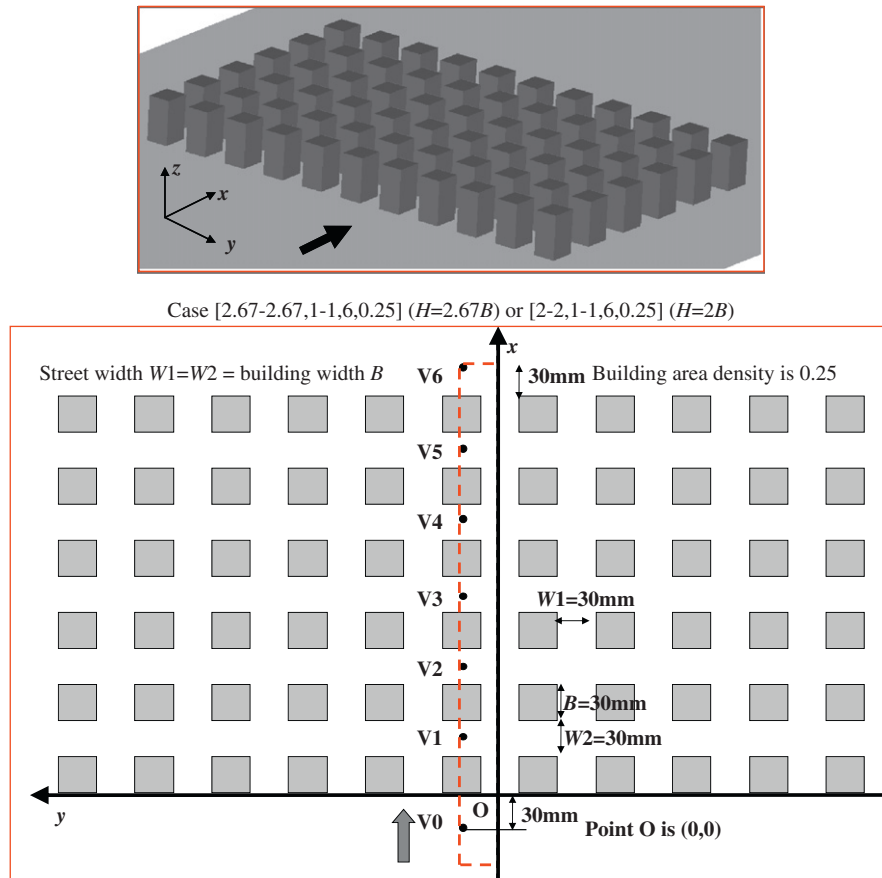 z
x
y
Case [2.67-2.67,1-1,6,0.25] (H=2.67B) or [2-2,1-1,6,0.25] (H=2B)
x
Street width W1=W2 = building width B
V6
30mm
Building area density is 0.25
V5
V4
V3
W1=30mm
V2
B=30mm
V1
W2=30mm
y
V0
O
30mm
Point O is (0,0)